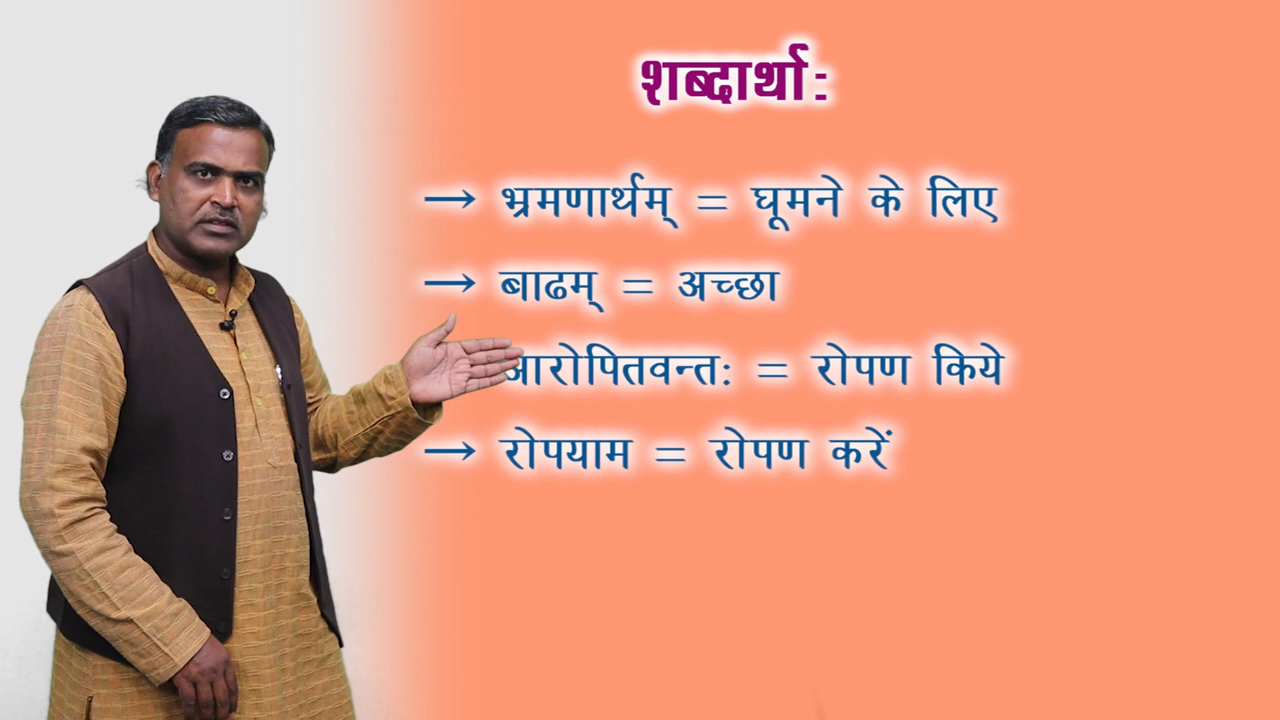 शब्दार्था:
→ भ्रमणार्थम् = घूमने के लिए
→ बाढम् = अच्छा
आरोपितवन्त: = रोपण किये
→ रोपयाम = रोपण करें